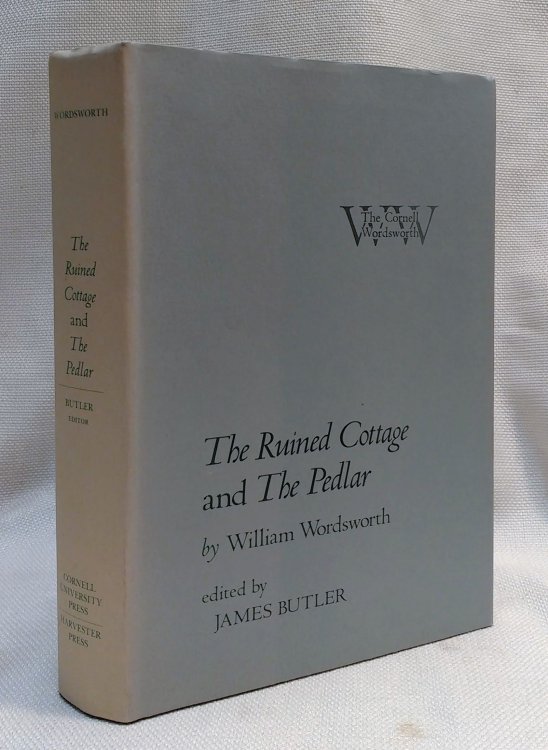 WORDSWORTH
The
Ruined
Cottage
and
The
Pedlar
BUTLER
EDITOR
CORNELL
UNIVERSITY
PRESS
HARVESTER
PRESS
WW
The Cornell
Wordsworth
The Ruined Cottage
and The Pedlar
by William Wordsworth
edited by
JAMES BUTLER